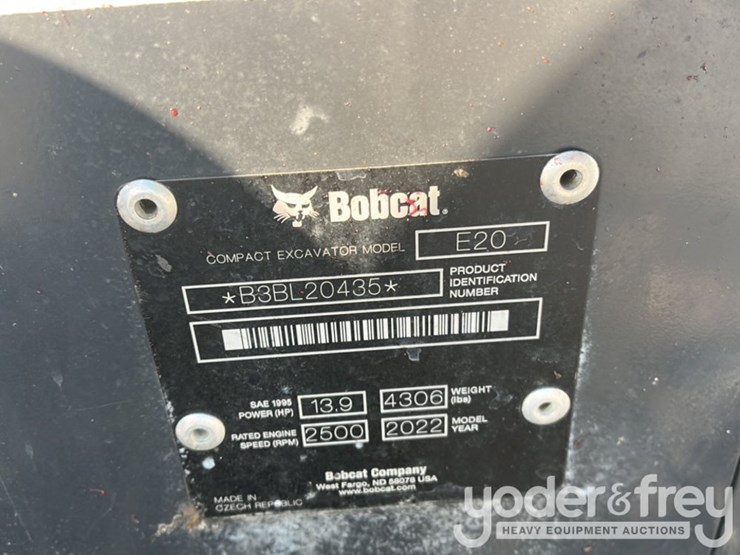 Bobcat®
COMPACT EXCAVATOR MODEL E20
*B3BL20435* PRODUCT IDENTIFICATION NUMBER
SAE 1995 POWER (HP) 13.9 4306 WEIGHT (lbs)
RATED ENGINE SPEED (RPM) 2500 2022 MODEL YEAR
Bobcat Company
West Fargo, ND 58078 USA
www.bobcat.com
MADE IN
CZECH REPUBLIC
yoder&frey
HEAVY EQUIPMENT AUCTIONS